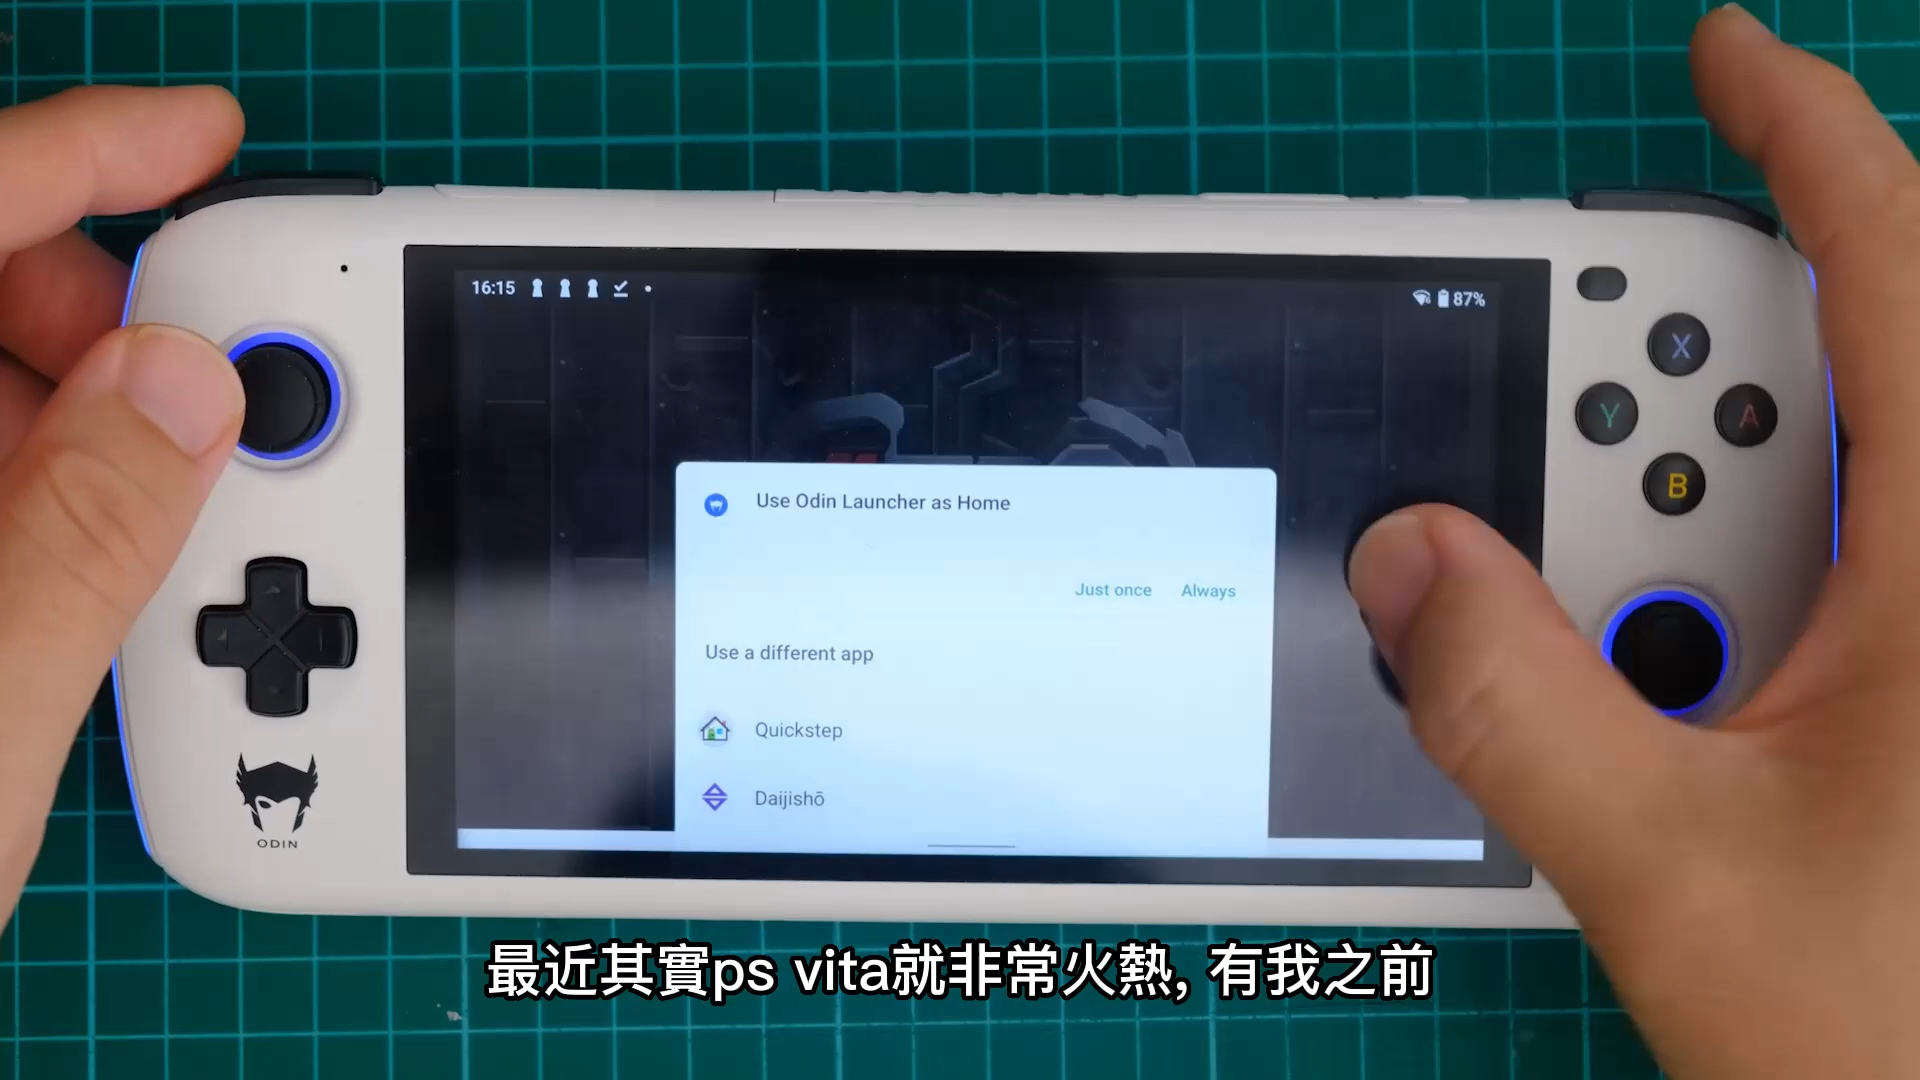 16:15
87%
Use Odin Launcher as Home
Just once
Always
Use a different app
Quickstep
Daijishō
X
Y
A
B
ODIN
最近其實ps vita就非常火熱, 有我之前